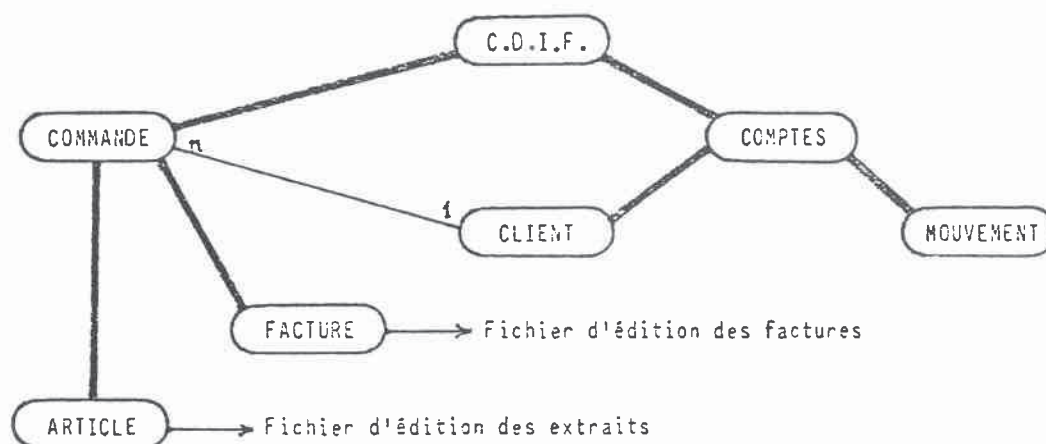 C.D.I.F.
COMMANDE
COMPTES
n
1
CLIENT
MOUVEMENT
FACTURE
Fichier d'édition des factures
ARTICLE
Fichier d'édition des extraits